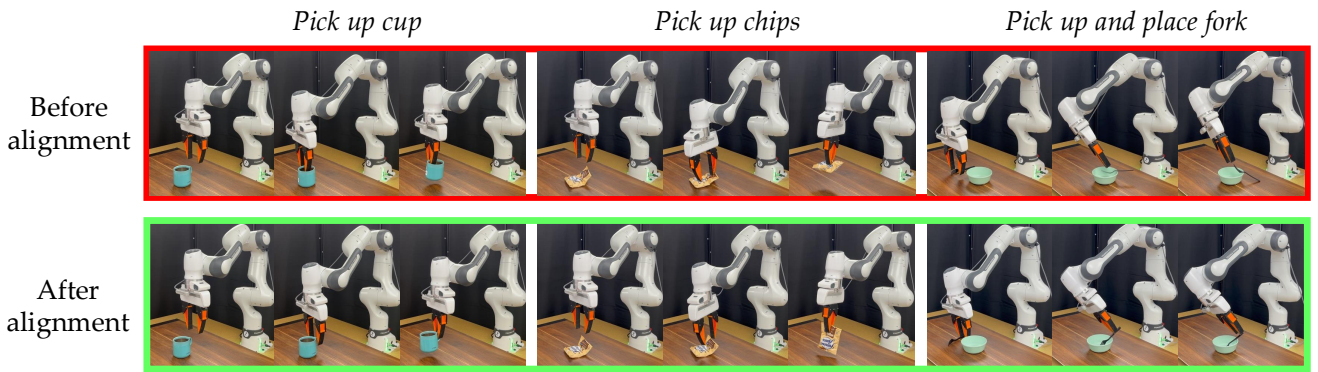 Pick up cup
Pick up chips
Pick up and place fork
Before
alignment
After
alignment